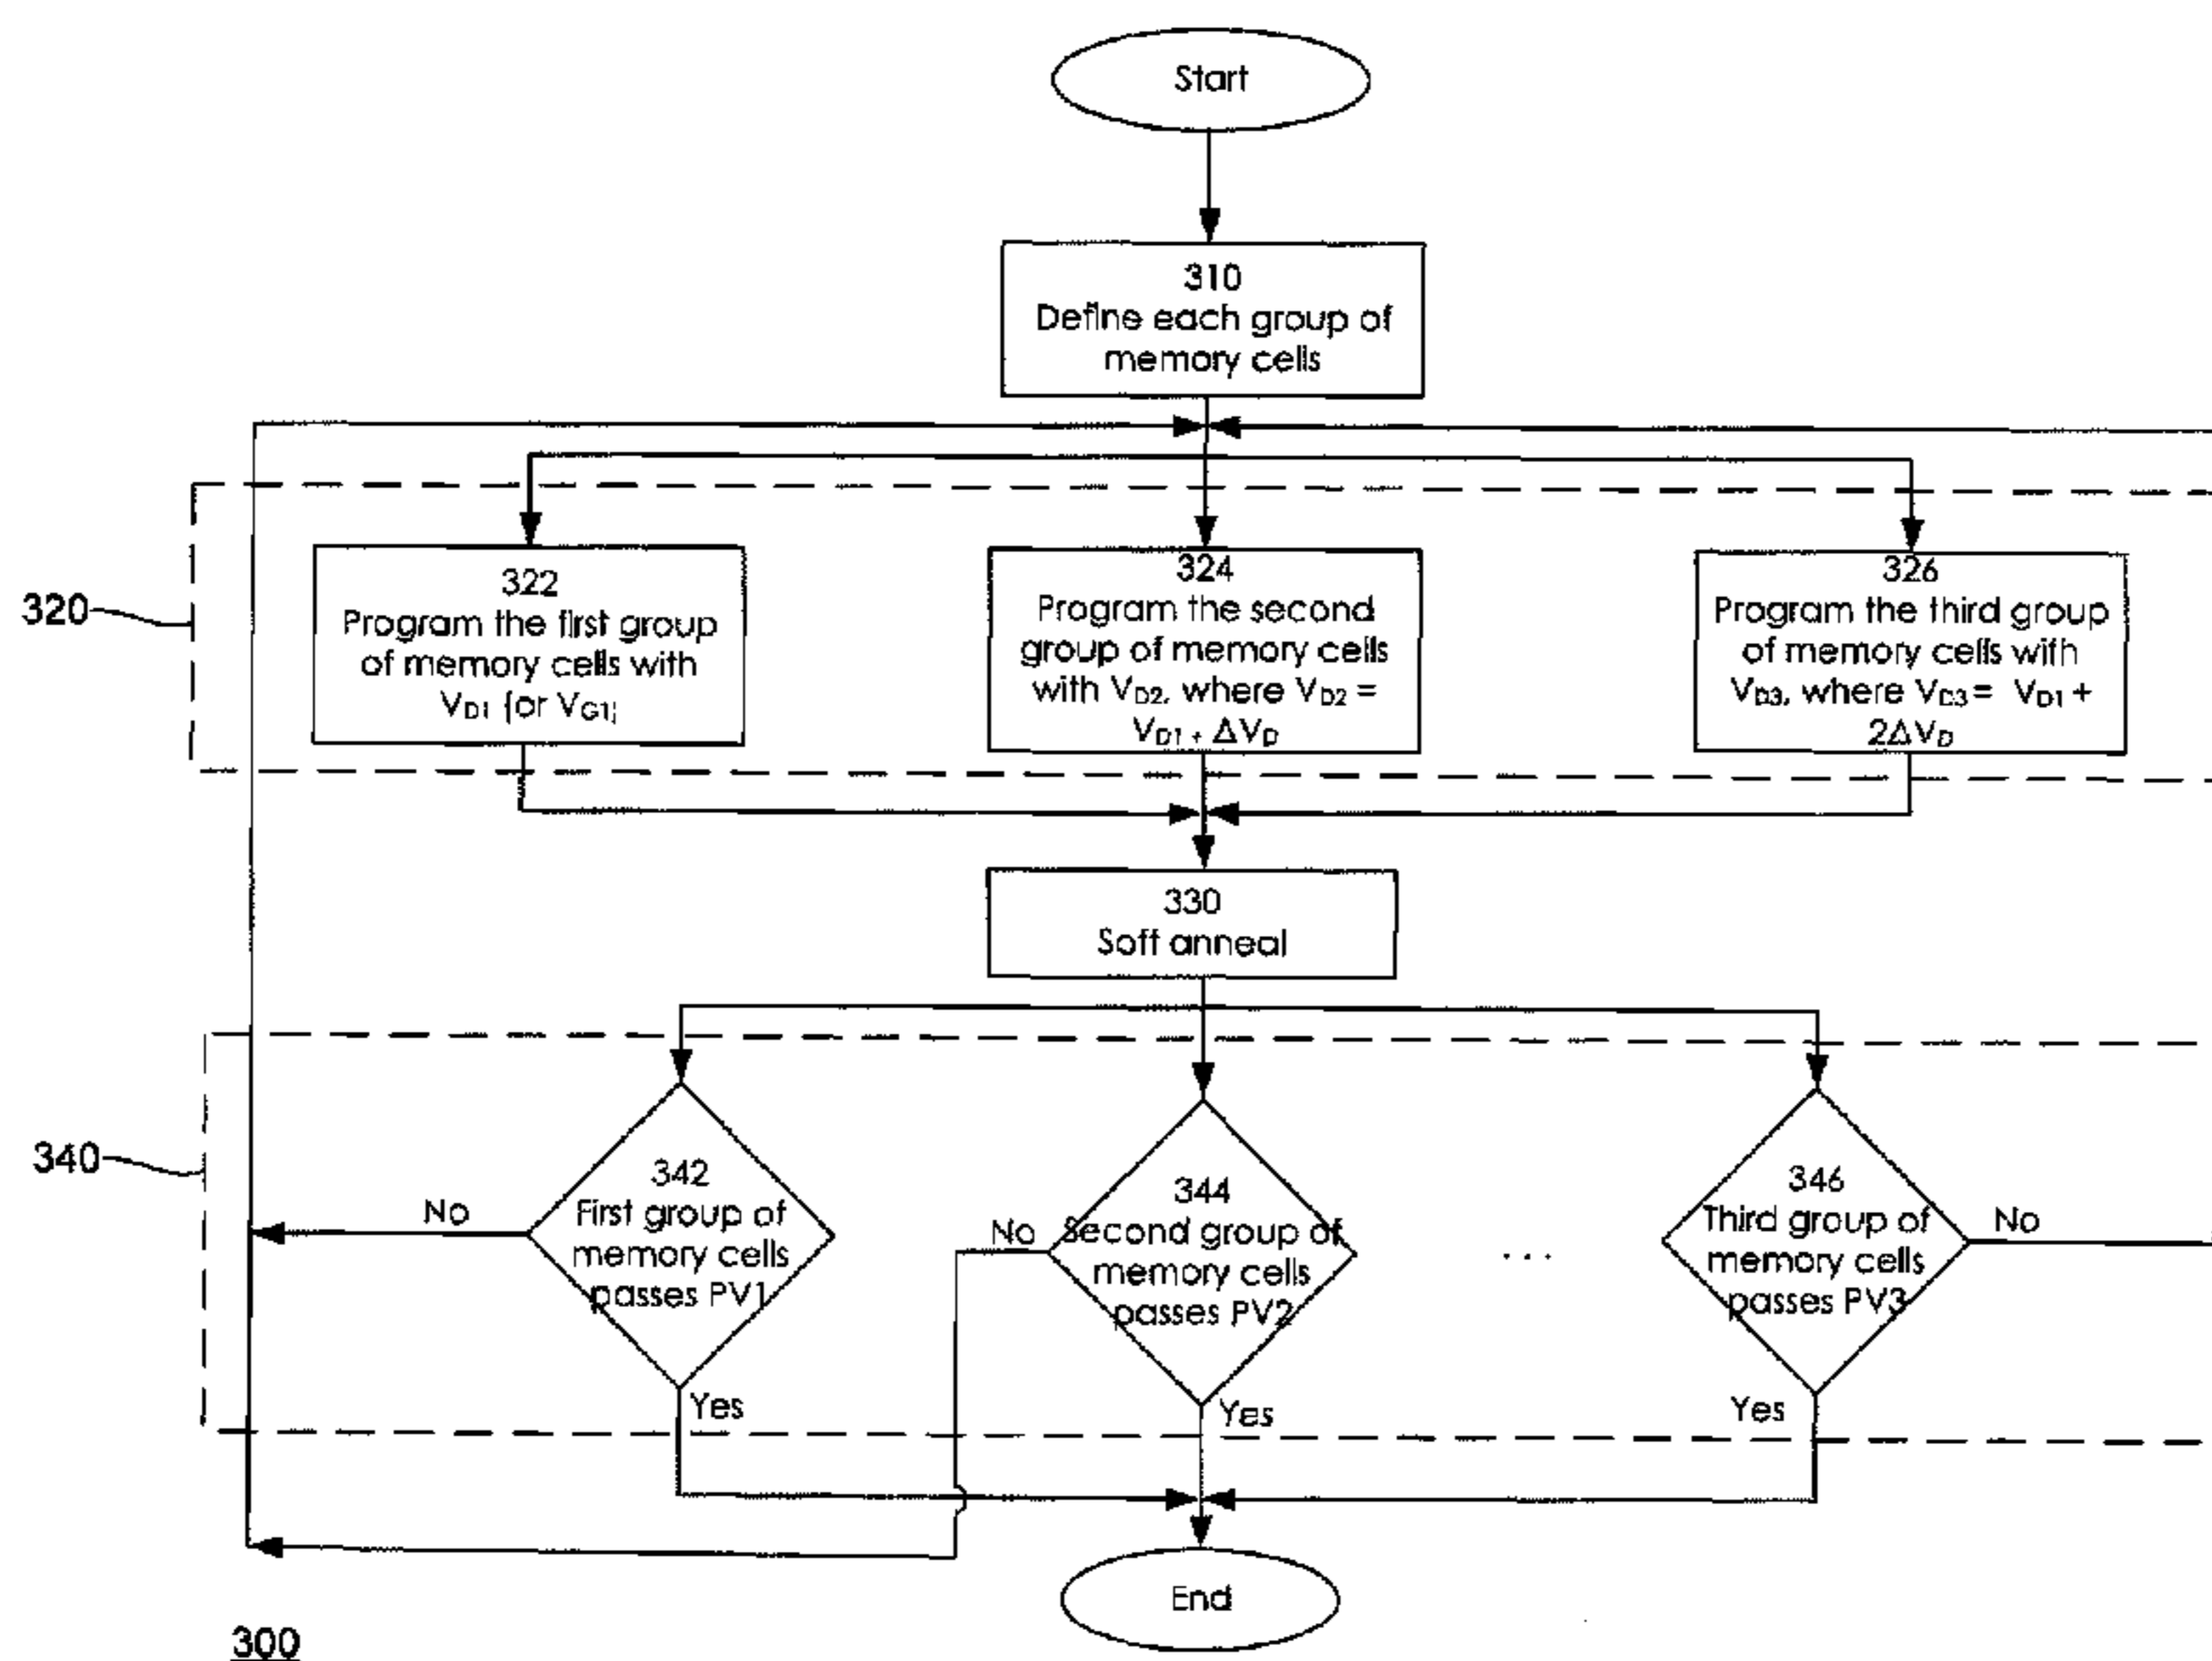 Start
310
Define each group of
memory cells
320
322
Program the first group
of memory cells with
VD1 (or VG1)
324
Program the second
group of memory cells
with VD2, where VD2 =
VD1 + ΔVD
326
Program the third group
of memory cells with
VD3, where VD3 = VD1 +
2ΔVD
330
Soff anneal
340
342
First group of
memory cells
passes PV1
No
Yes
344
Second group of
memory cells
passes PV2
No
Yes
...
346
Third group of
memory cells
passes PV3
No
Yes
End
300